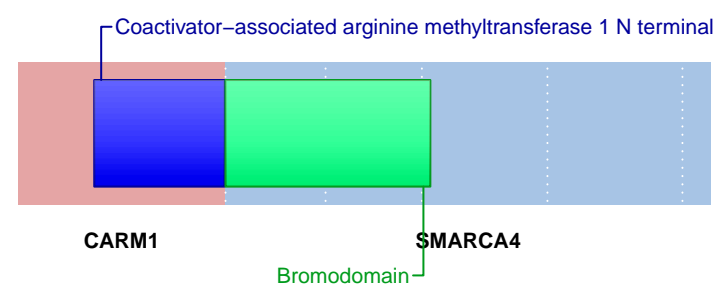 Coactivator−associated arginine methyltransferase 1 N terminal
CARM1 SMARCA4
Bromodomain